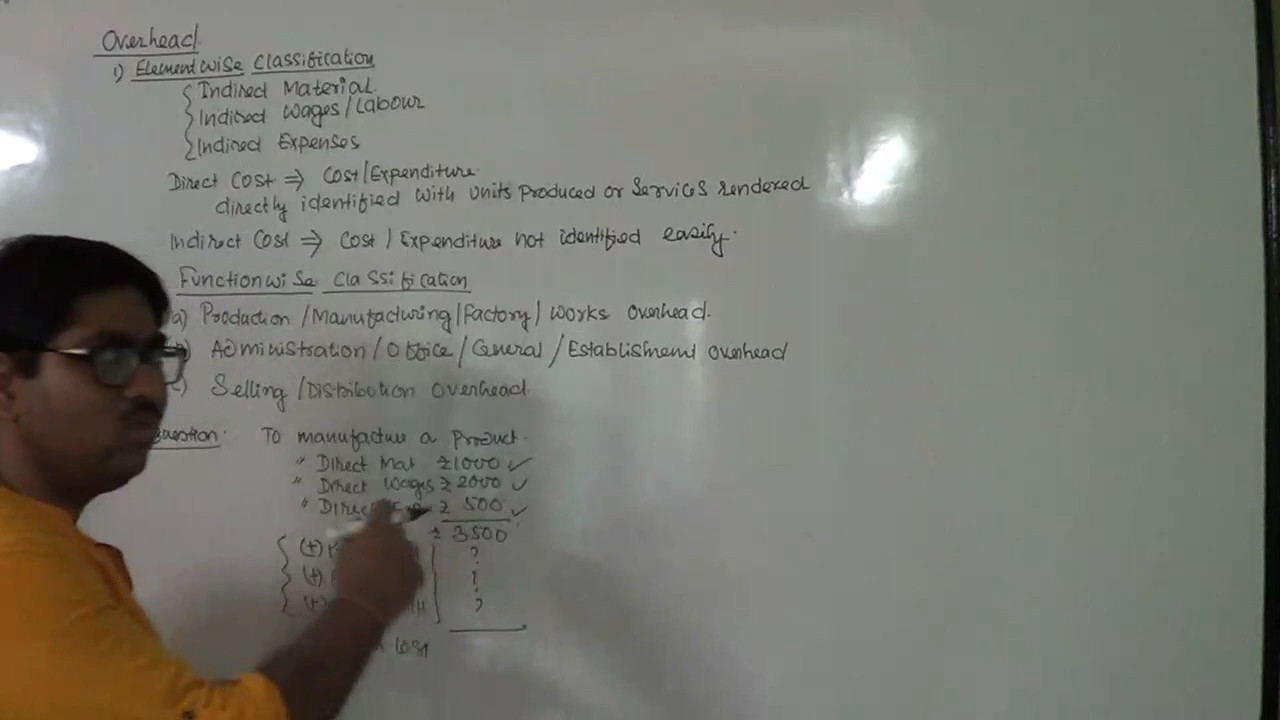 Overhead
1) Elementwise Classification
Indirect Material
Indirect Wages/Labour
Indirect Expenses
Direct Cost ⇒ Cost/Expenditure
directly identified with units produced or services rendered
Indirect Cost ⇒ Cost / Expenditure not identified easily.
Functionwise Classification
a) Production/Manufacturing/Factory/Works Overhead.
Administration/Office/General/Establisment overhead
Selling/Distribution Overhead
To manufacture a Product.
" Direct Mat ₹1000 ✓
" Direct Wages ₹ 2000 ✓
" ₹ 500 ✓
₹ 3500
(+) ?
(+) ?
(+) ?
Cost